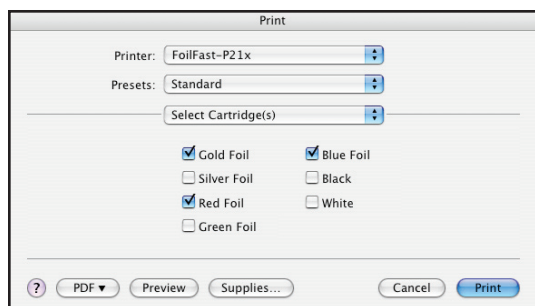 Print
Printer: FoilFast-P21x
Presets: Standard
Select Cartridge(s)
Gold Foil Blue Foil
Silver Foil Black
Red Foil White
Green Foil
? PDF▼ Preview Supplies... Cancel Print